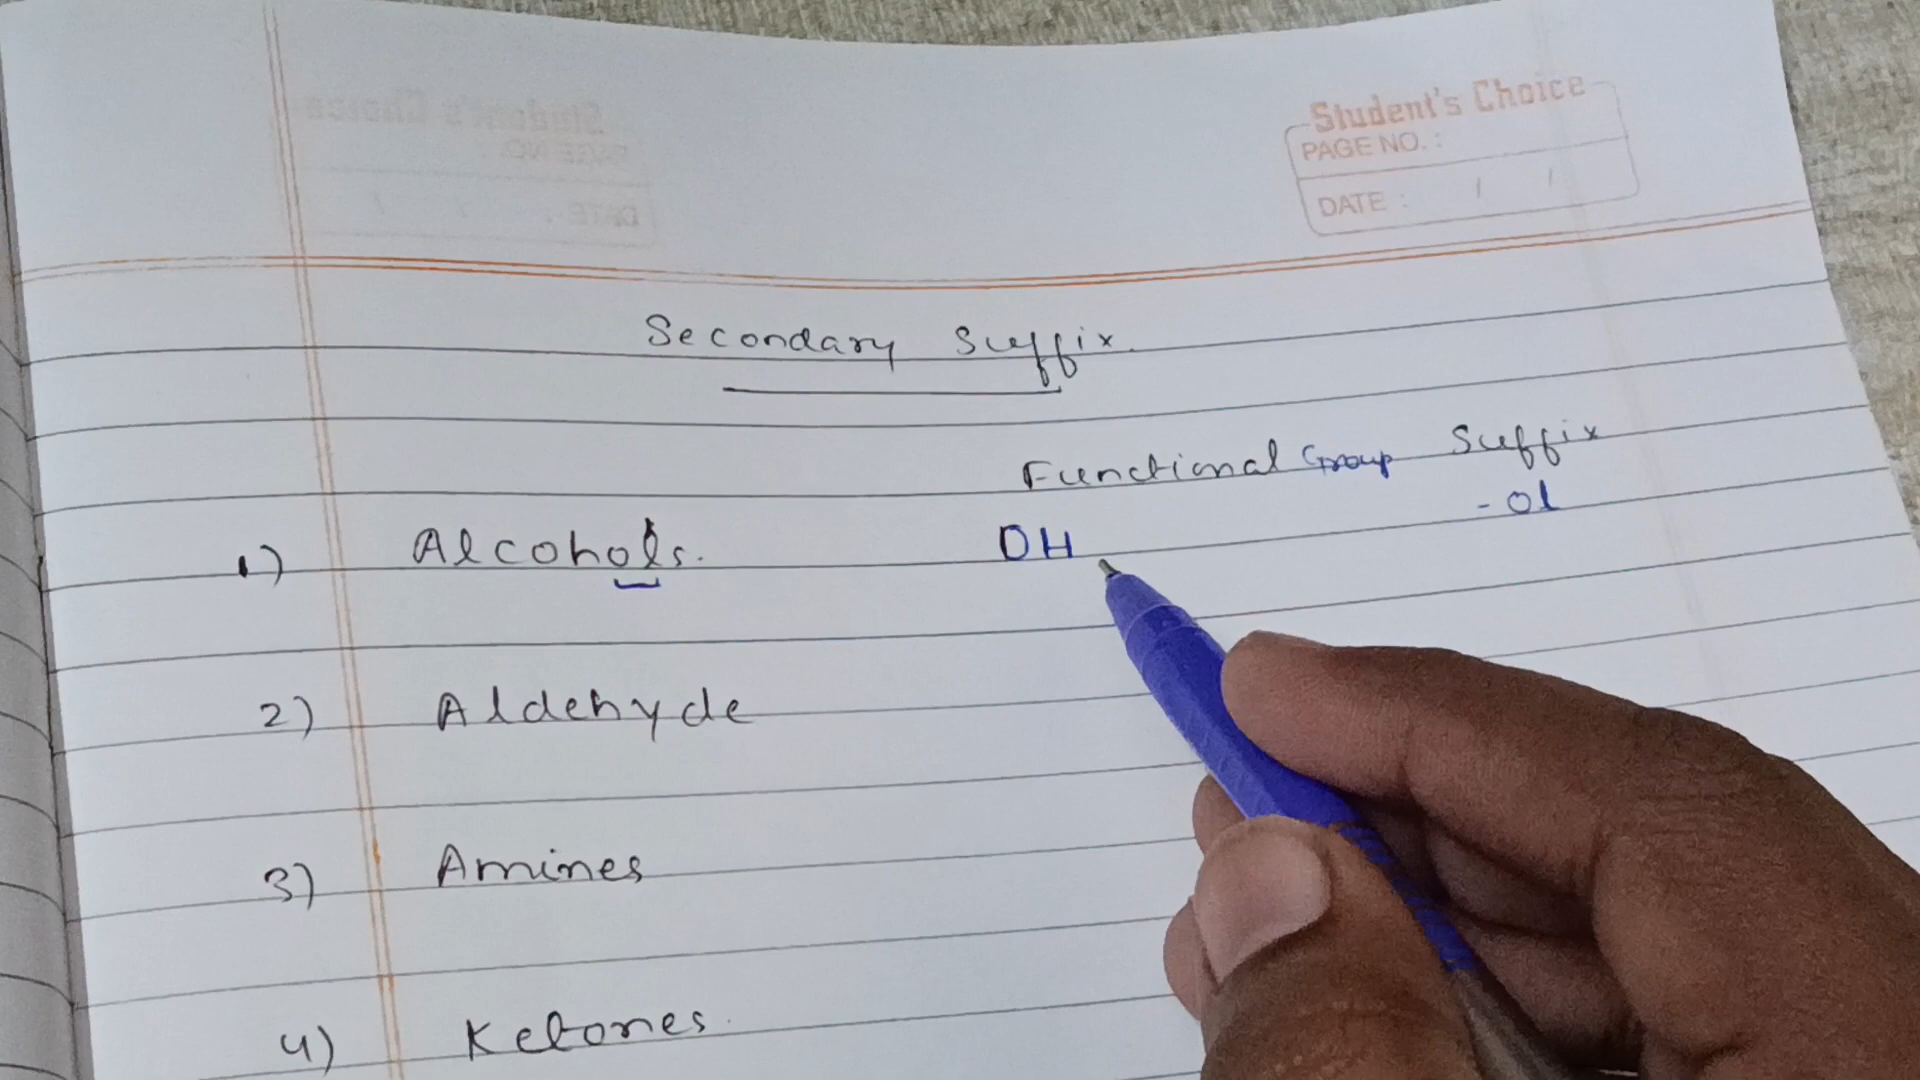 Student's Choice
PAGE NO. :
DATE : / /
Secondary Suffix.
Functional Group Suffix
1) Alcohols. OH - ol
2) Aldehyde
3) Amines
4) Ketones.